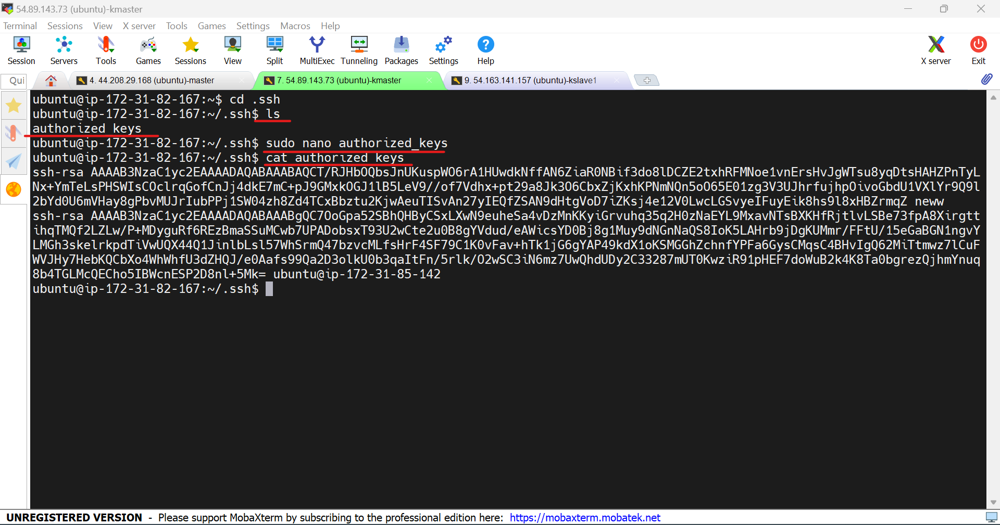 54.89.143.73 (ubuntu)-kmaster
Terminal Sessions View X server Tools Games Settings Macros Help
Session Servers Tools Games Sessions View Split MultiExec Tunneling Packages Settings Help X server Exit
Qui 4. 44.208.29.168 (ubuntu)-master 7. 54.89.143.73 (ubuntu)-kmaster 9. 54.163.141.157 (ubuntu)-kslave1
ubuntu@ip-172-31-82-167:~$ cd .ssh
ubuntu@ip-172-31-82-167:~/.ssh$ ls
authorized_keys
ubuntu@ip-172-31-82-167:~/.ssh$ sudo nano authorized_keys
ubuntu@ip-172-31-82-167:~/.ssh$ cat authorized_keys
ssh-rsa AAAAB3NzaC1yc2EAAAADAQABAAABAQCT/RJHbOQbsJnUKuspWO6rA1HUwdkNffAN6ZiaR0NBif3do8lDCZE2txhRFMNoe1vnErsHvJgWTsu8yqDtsHAHZPnTyL
Nx+YmTeLsPHSWIsCOclrqGofCnJj4dkE7mC+pJ9GMxkOGJ1lB5LeV9//of7Vdhx+pt29a8Jk3O6CbxZjKxhKPNmNQn5oO65E01zg3V3UJhrfujhpOivoGbdU1VXlYr9Q9l
2bYd0U6mVHay8gPbvMUJrIubPPj1SW04zh8Zd4TCxBbztu2KjwAeuTISvAn27yIEQfZSAN9dHtgVoD7iZKsj4e12V0LwcLGSvyeIFuyEik8hs9l8xHBZrmqZ neww
ssh-rsa AAAAB3NzaC1yc2EAAAADAQABAAABgQC7OoGpa52SBhQHByCSxLXwN9euheSa4vDzMnKKyiGrvuhq35q2H0zNaEYL9MxavNTsBXKHfRjtlvLSBe73fpA8Xirgtt
ihqTMQf2LZLw/P+MDyguRf6REzBmaSSuMCwb7UPADobsxT93U2wCte2u0B8gYVdud/eAWicsYD0Bj8g1Muy9dNGnNaQS8IoK5LAHrb9jDgKUMmr/FFtU/15eGaBGN1ngvY
LMGh3skelrkpdTiVwUQX44Q1JinlbLsl57WhSrmQ47bzvcMLfsHrF4SF79C1K0vFav+hTk1jG6gYAP49kdX1oKSMGGhZchnfYPFa6GysCMqsC4BHvIgQ62MiTtmwz7lCuF
WVJHy7HebKQCbXo4WhWhfU3dZHQJ/e0Aafs99Qa2D3olkU0b3qaItFn/5rlk/O2wSC3iN6mz7UwQhdUDy2C33287mUT0KwziR91pHEF7doWuB2k4K8Ta0bgrezQjhmYnuq
8b4TGLMcQECho5IBWcnESP2D8nl+5Mk= ubuntu@ip-172-31-85-142
ubuntu@ip-172-31-82-167:~/.ssh$
UNREGISTERED VERSION - Please support MobaXterm by subscribing to the professional edition here: https://mobaxterm.mobatek.net